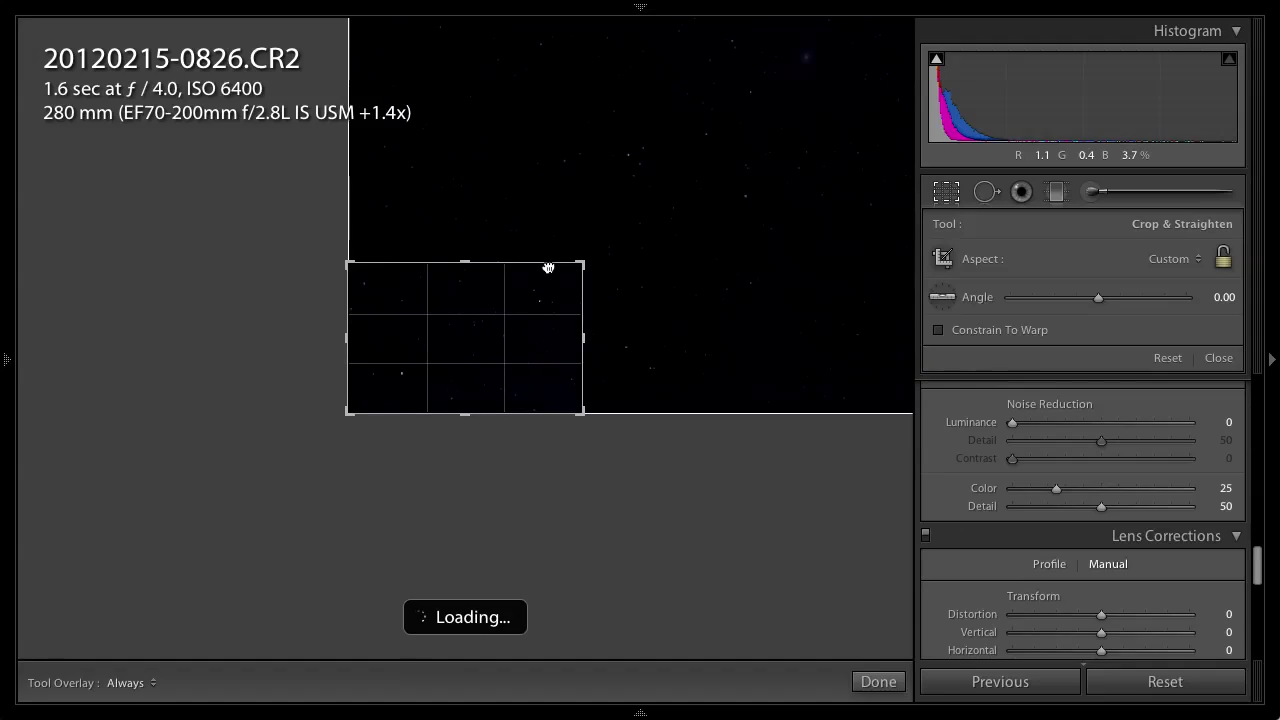 20120215-0826.CR2
1.6 sec at ƒ / 4.0, ISO 6400
280 mm (EF70-200mm f/2.8L IS USM +1.4x)
Histogram
R 1.1 G 0.4 B 3.7 %
Tool : Crop & Straighten
Aspect : Custom
Angle 0.00
Constrain To Warp
Reset Close
Noise Reduction
Luminance 0
Detail 50
Contrast 0
Color 25
Detail 50
Lens Corrections
Profile Manual
Transform
Distortion 0
Vertical 0
Horizontal 0
Loading...
Tool Overlay : Always Done
Previous Reset